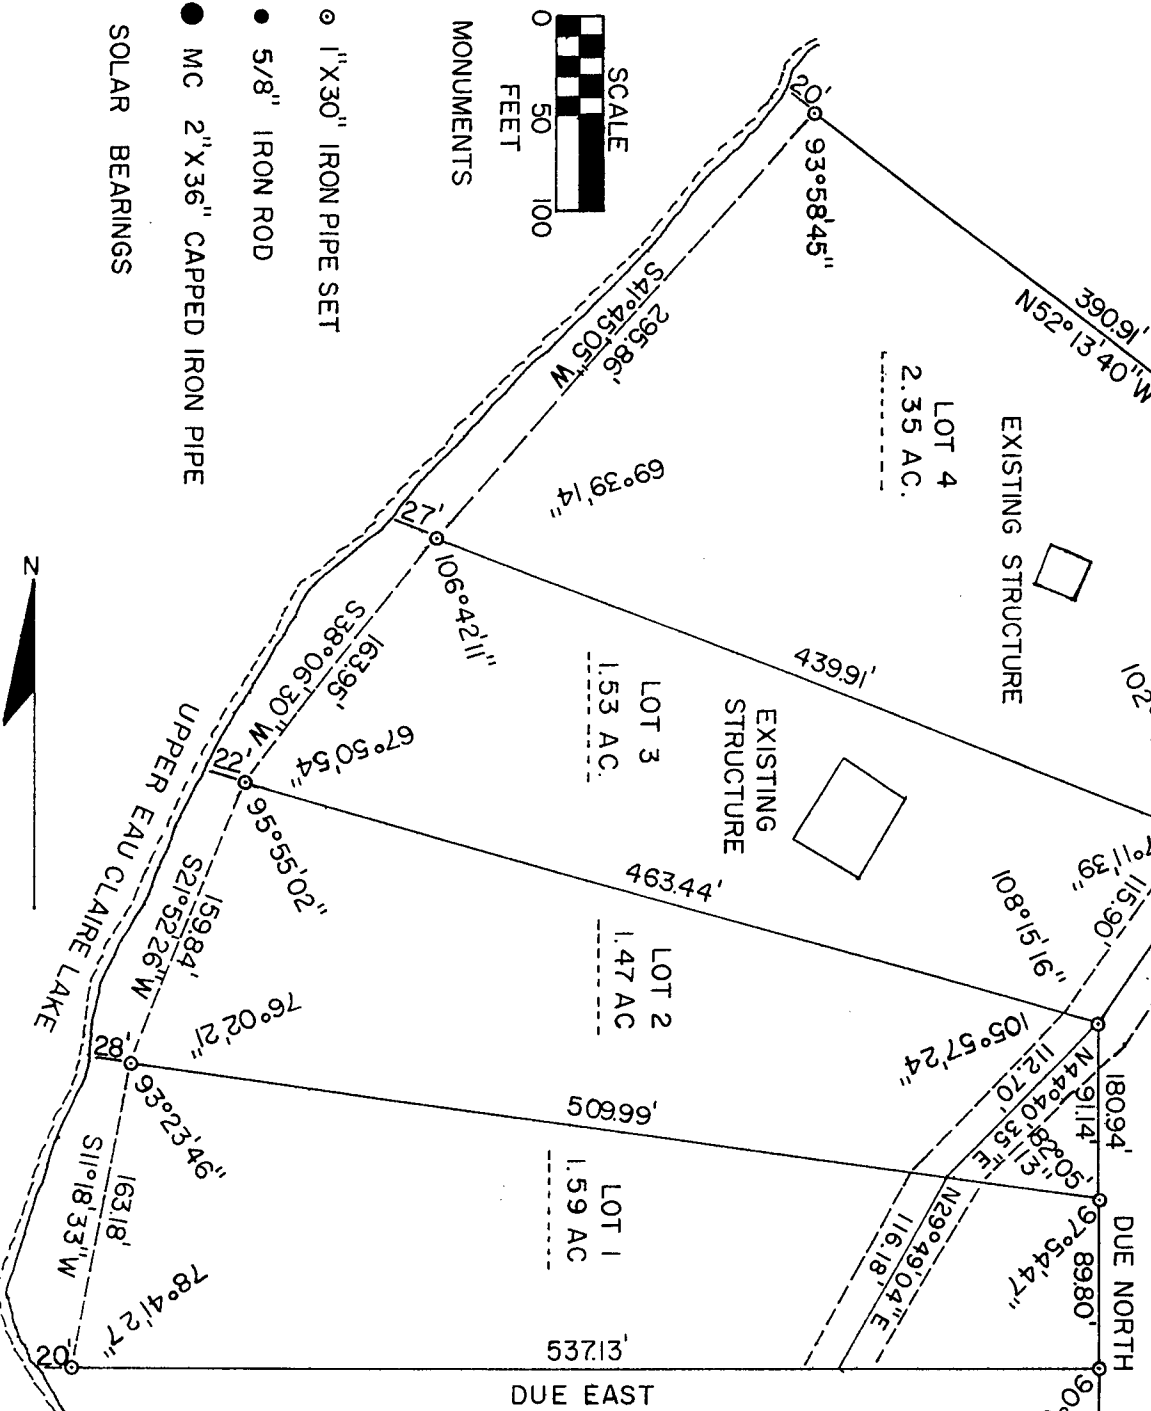 SCALE
0 50 100
FEET
MONUMENTS
1"X30" IRON PIPE SET
5/8" IRON ROD
MC 2"X36" CAPPED IRON PIPE
SOLAR BEARINGS
N
UPPER EAU CLAIRE LAKE
20'
93°58'45"
390.91'
N52°13'40"W
S41°45'05"W
295.86'
LOT 4
2.35 AC.
EXISTING STRUCTURE
69°39'14"
27'
106°42'11"
439.91'
S38°06'30"W
163.95'
LOT 3
1.53 AC.
EXISTING
STRUCTURE
67°50'54"
22'
95°55'02"
463.44'
115.90'
108°15'16"
S21°52'26"W
159.84'
LOT 2
1.47 AC
105°57'24"
112.70'
N44°40'35"E
91.14'
180.94'
76°02'21"
28'
93°23'46"
509.99'
97°54'47"
89.80'
DUE NORTH
S11°18'33"W
163.18'
LOT 1
1.59 AC
N29°49'04"E
116.18'
78°41'27"
20'
537.13'
DUE EAST